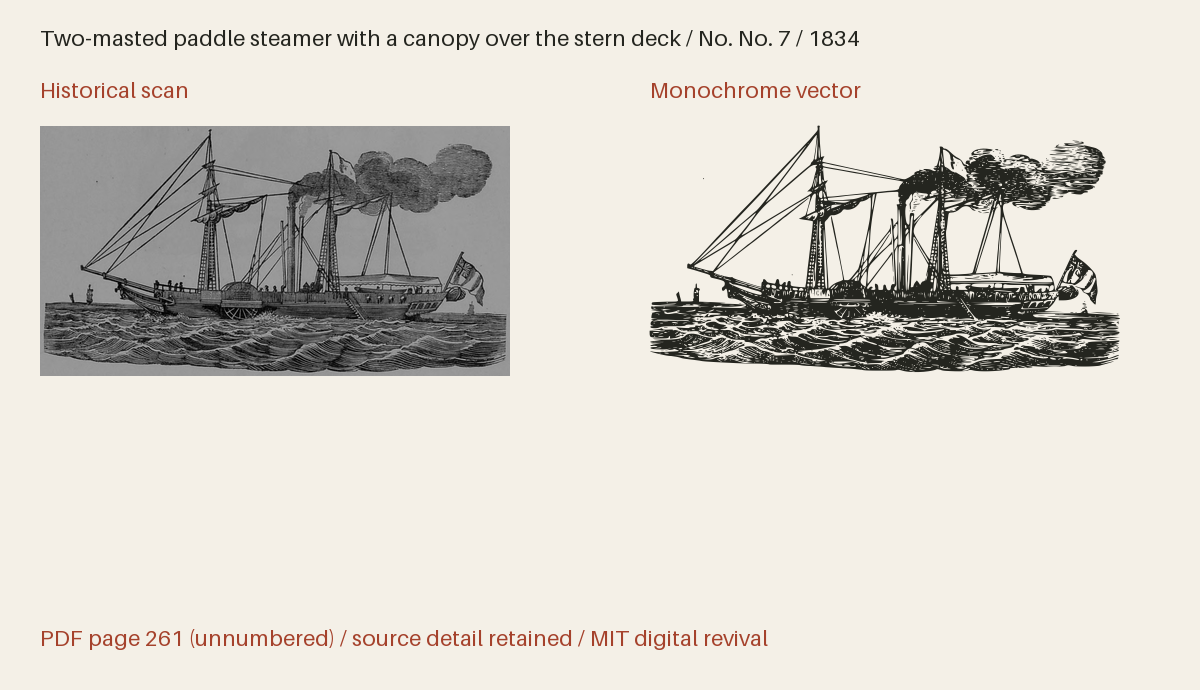 Two-masted paddle steamer with a canopy over the stern deck / No. No. 7 / 1834
Historical scan
Monochrome vector
PDF page 261 (unnumbered) / source detail retained / MIT digital revival